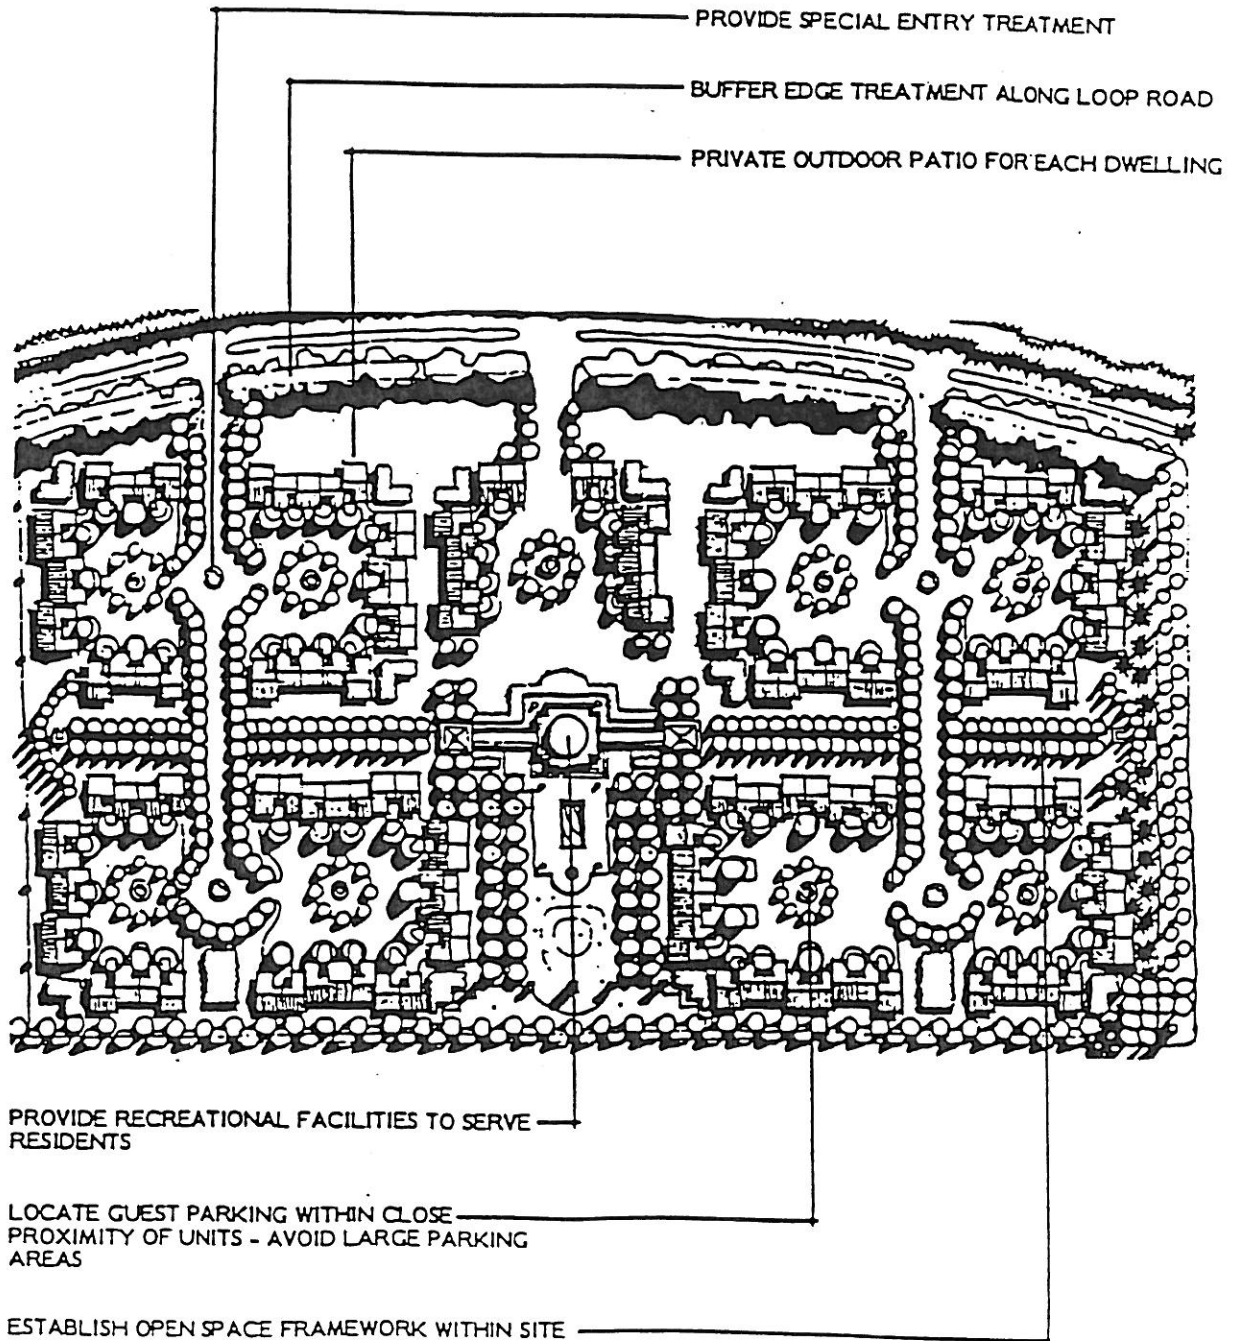 PROVIDE SPECIAL ENTRY TREATMENT
BUFFER EDGE TREATMENT ALONG LOOP ROAD
PRIVATE OUTDOOR PATIO FOR EACH DWELLING
PROVIDE RECREATIONAL FACILITIES TO SERVE
RESIDENTS
LOCATE GUEST PARKING WITHIN CLOSE
PROXIMITY OF UNITS - AVOID LARGE PARKING
AREAS
ESTABLISH OPEN SPACE FRAMEWORK WITHIN SITE